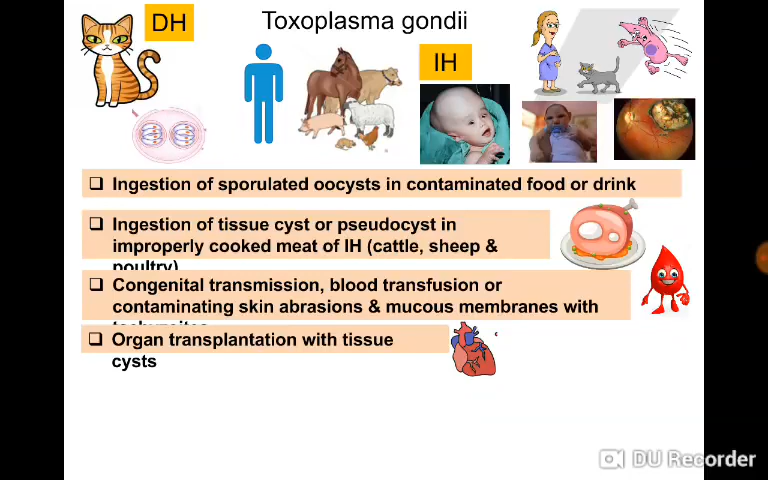 DH
Toxoplasma gondii
IH
Ingestion of sporulated oocysts in contaminated food or drink
Ingestion of tissue cyst or pseudocyst in
improperly cooked meat of IH (cattle, sheep &
poultry)
Congenital transmission, blood transfusion or
contaminating skin abrasions & mucous membranes with
Organ transplantation with tissue
cysts
DU Recorder